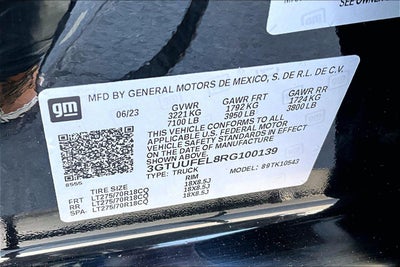 SEE OWNER
gm
MFD BY GENERAL MOTORS DE MEXICO, S. DE R.L. DE C.V.
06/23 GVWR GAWR FRT GAWR RR
3221 KG 1792 KG 1724 KG
7100 LB 3950 LB 3800 LB
THIS VEHICLE CONFORMS TO ALL
APPLICABLE U.S. FEDERAL MOTOR
VEHICLE SAFETY STANDARDS IN EFFECT
ON THE DATE OF MANUFACTURE SHOWN ABOVE.
3GTUUFEL8RG100139
TYPE: TRUCK MODEL: 89TK10543
8555
TIRE SIZE RIM
FRT LT275/70R18CQ 18X8.5J
RR LT275/70R18CQ 18X8.5J
SPA LT275/70R18CQ 18X8.5J